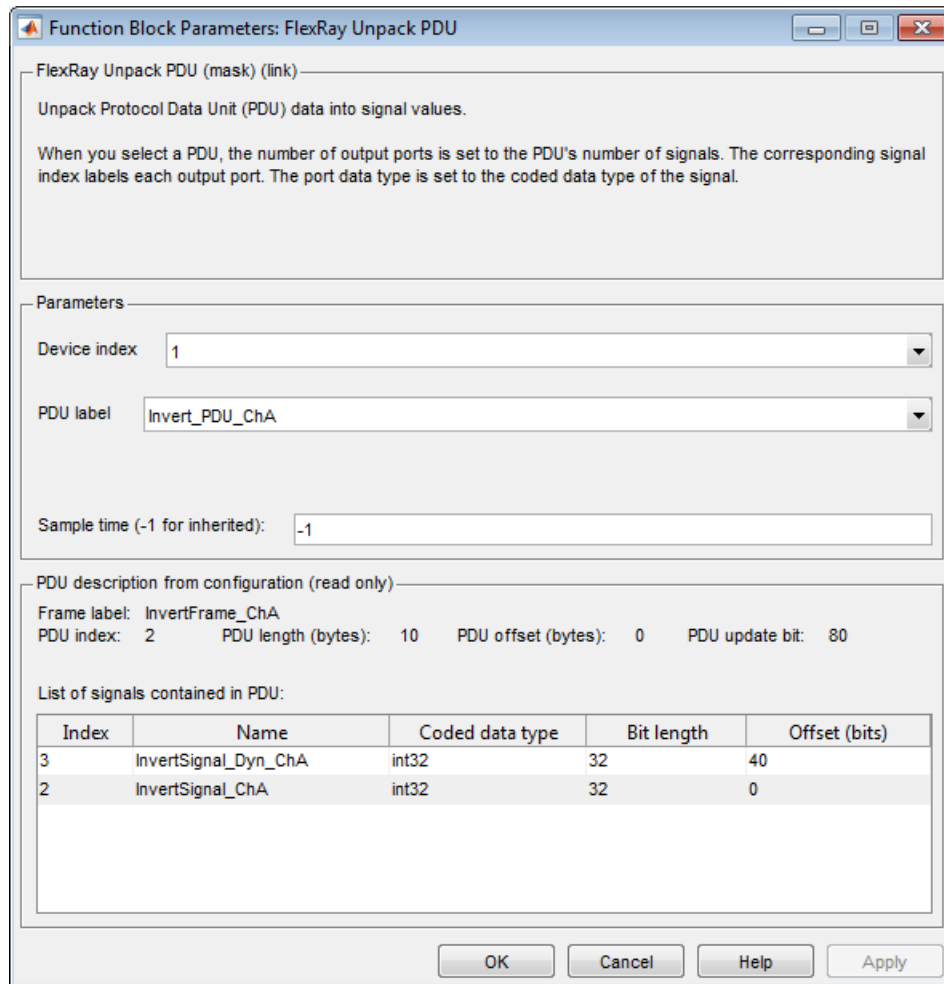 Function Block Parameters: FlexRay Unpack PDU
FlexRay Unpack PDU (mask) (link)
Unpack Protocol Data Unit (PDU) data into signal values.
When you select a PDU, the number of output ports is set to the PDU's number of signals. The corresponding signal
index labels each output port. The port data type is set to the coded data type of the signal.
Parameters
Device index 1
PDU label Invert_PDU_ChA
Sample time (-1 for inherited): -1
PDU description from configuration (read only)
Frame label: InvertFrame_ChA
PDU index: 2 PDU length (bytes): 10 PDU offset (bytes): 0 PDU update bit: 80
List of signals contained in PDU:
Index Name Coded data type Bit length Offset (bits)
3 InvertSignal_Dyn_ChA int32 32 40
2 InvertSignal_ChA int32 32 0
OK Cancel Help Apply